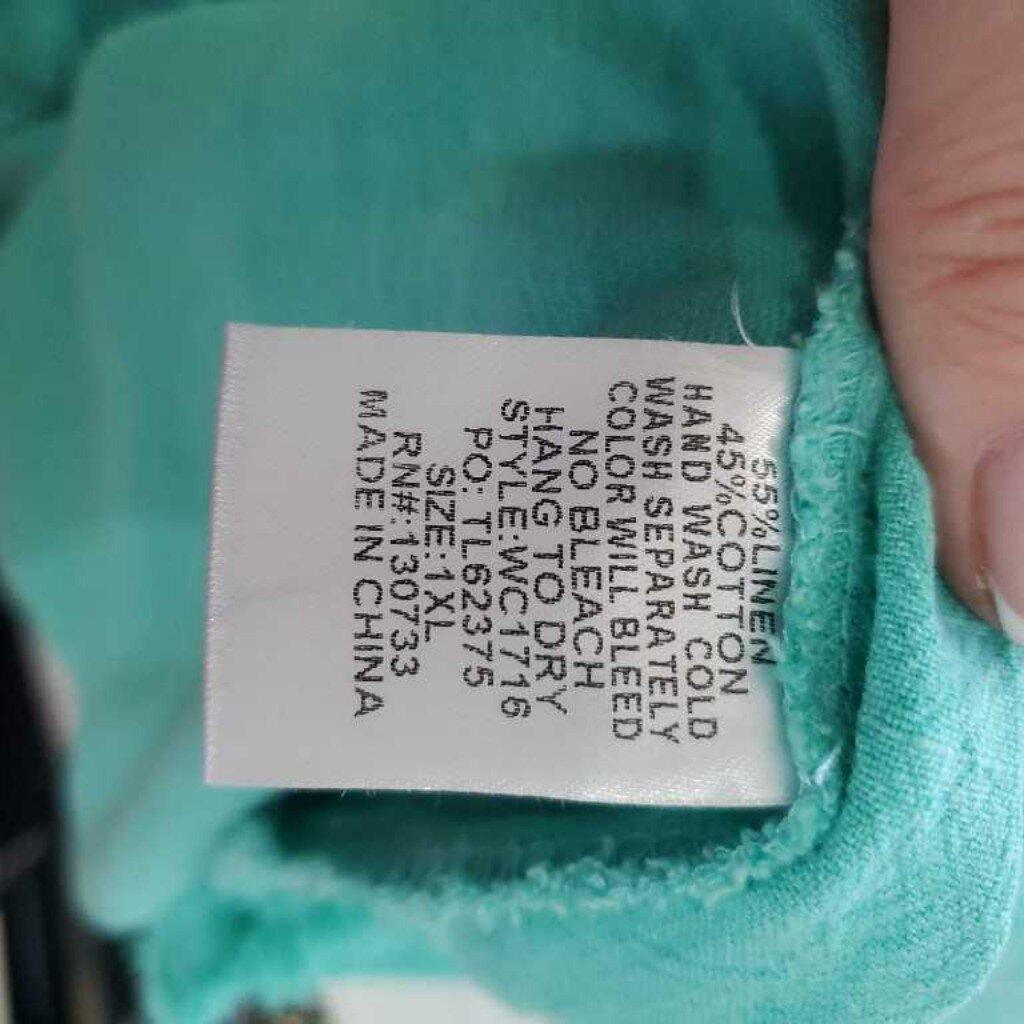 55%LINEN
45%COTTON
HAND WASH COLD
WASH SEPARATELY
COLOR WILL BLEED
NO BLEACH
HANG TO DRY
STYLE:WC1716
PO: TL62375
SIZE:1XL
RN#:130733
MADE IN CHINA